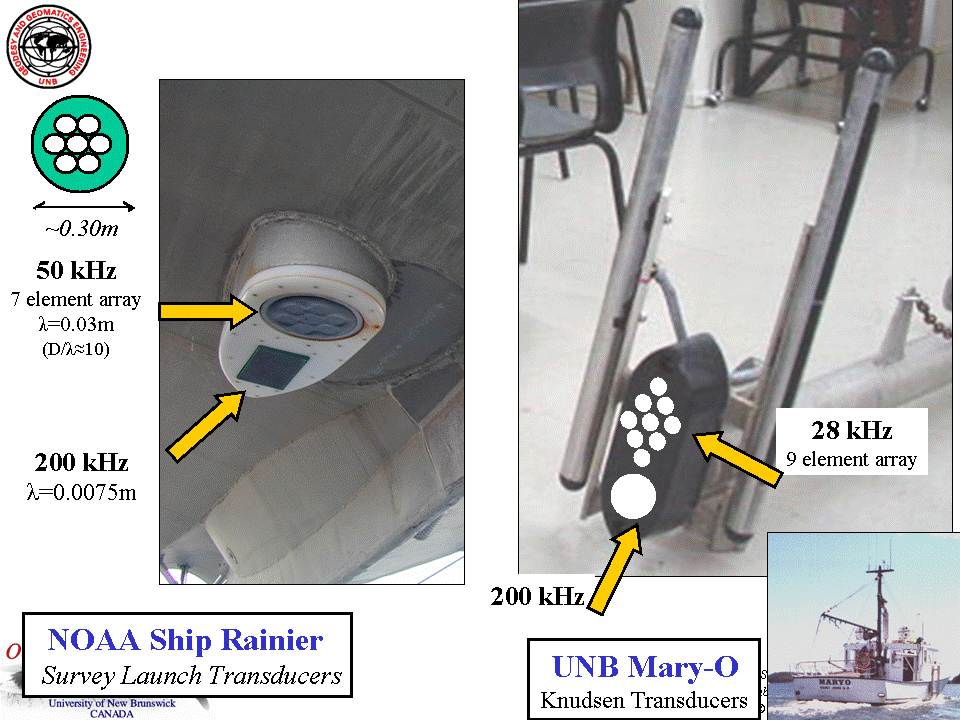 GEODESY AND GEOMATICS ENGINEERING
UNB
~0.30m
50 kHz
7 element array
λ=0.03m
(D/λ≈10)
200 kHz
λ=0.0075m
28 kHz
9 element array
200 kHz
NOAA Ship Rainier
Survey Launch Transducers
UNB Mary-O
Knudsen Transducers
MARYO
O
University of New Brunswick
CANADA